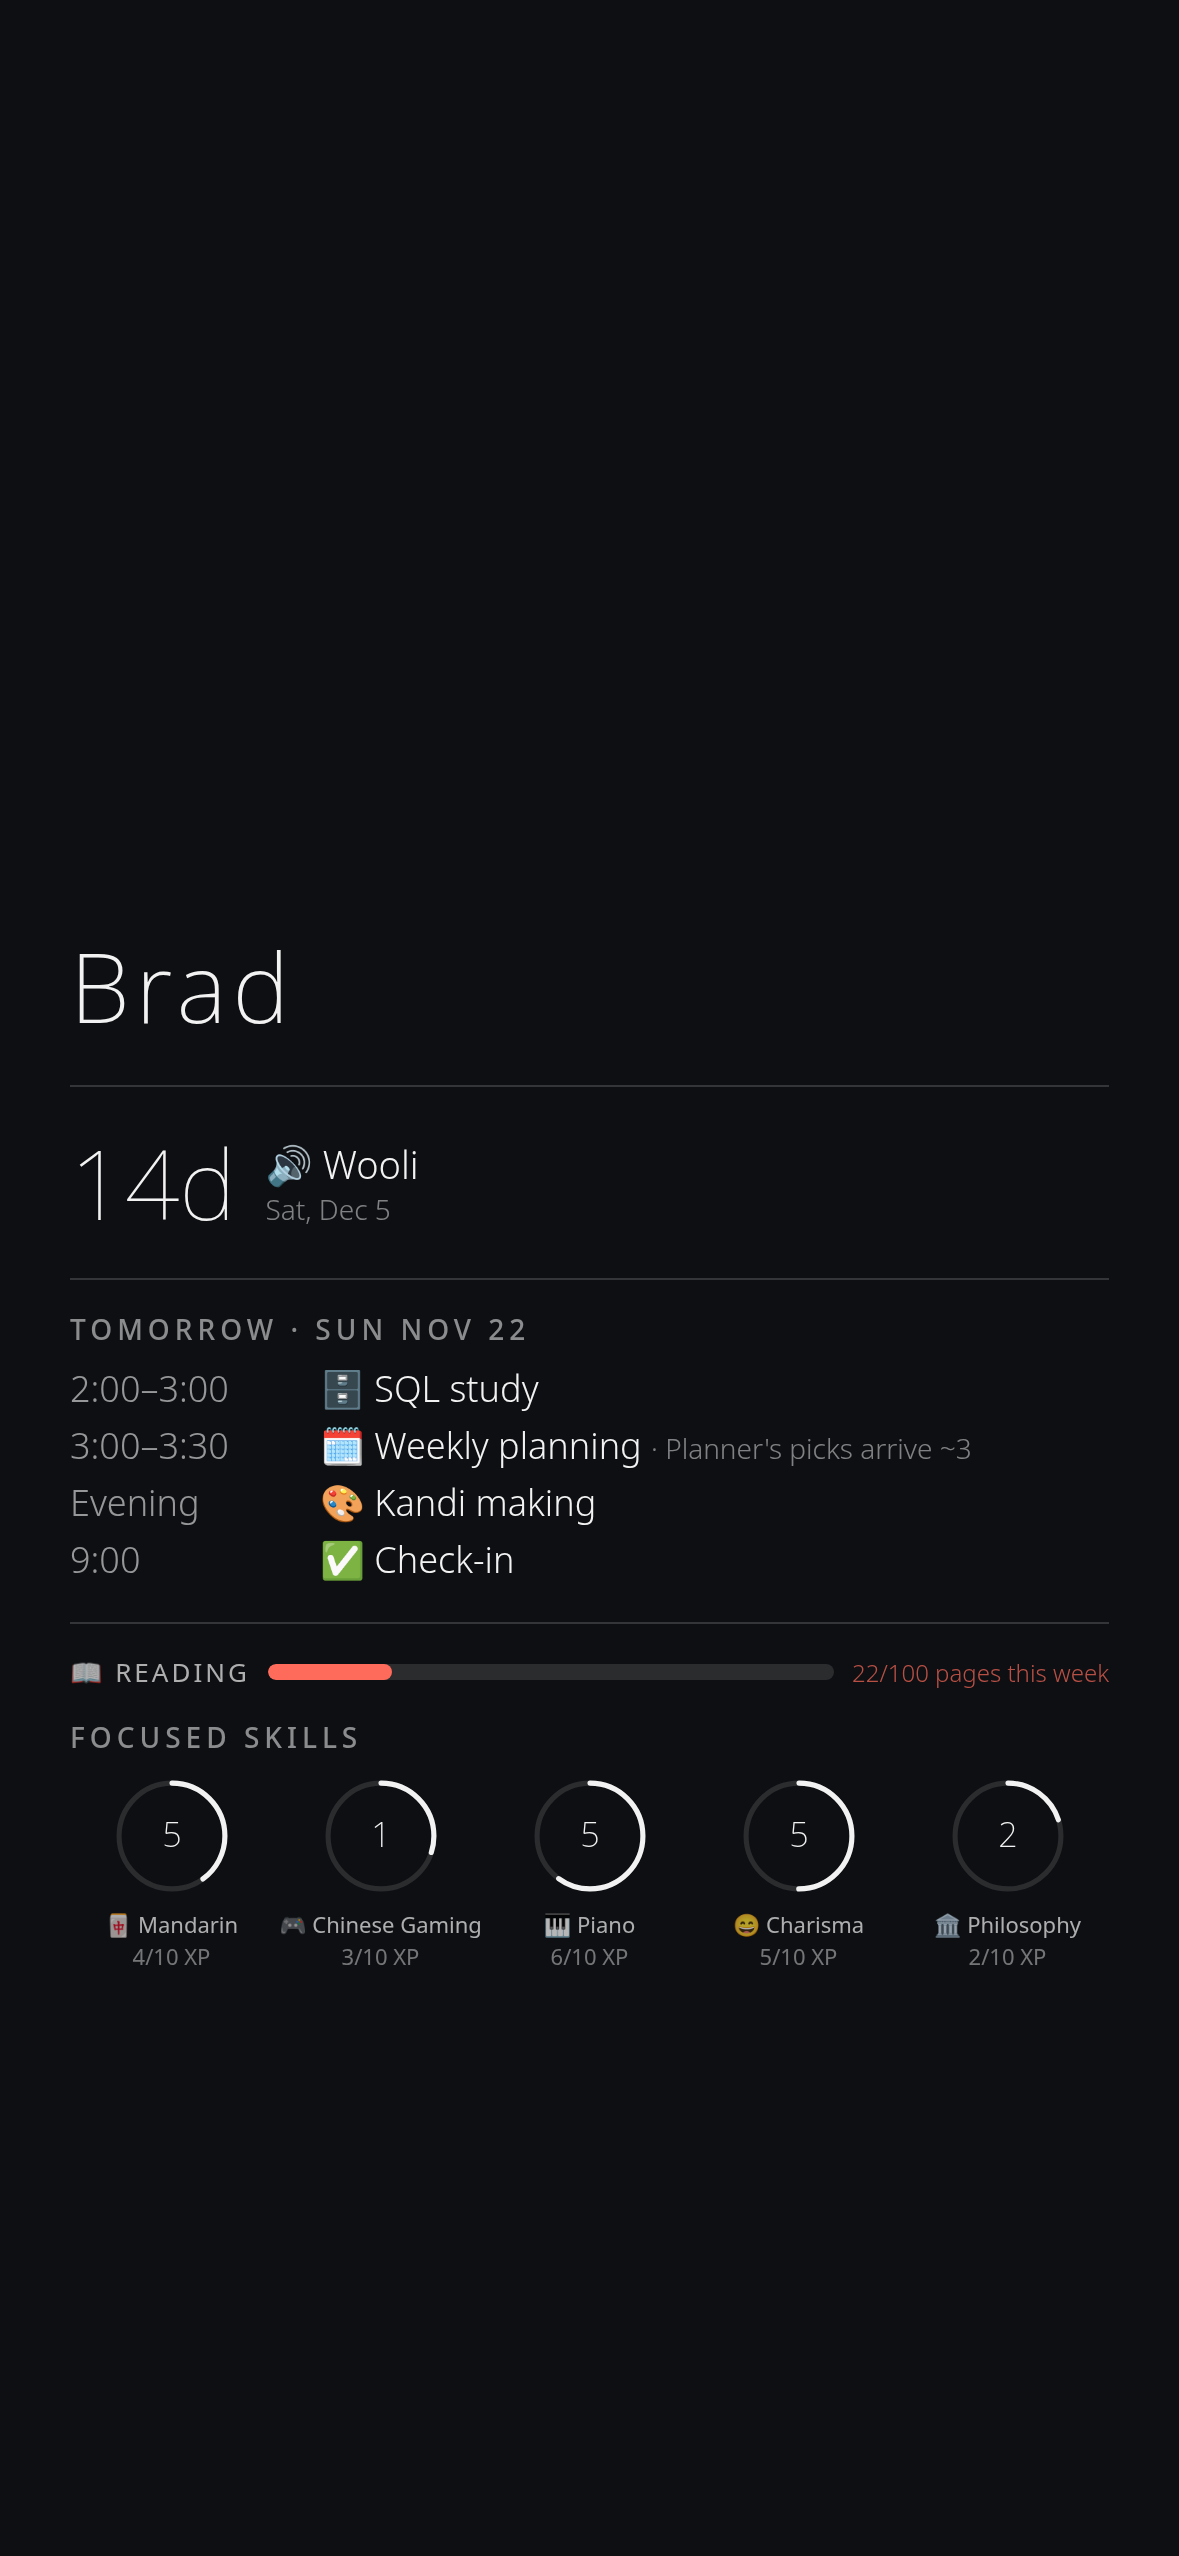 Brad
14d
🔊 Wooli
Sat, Dec 5
TOMORROW · SUN NOV 22
2:00–3:00 🗄️ SQL study
3:00–3:30 🗓️ Weekly planning · Planner's picks arrive ~3
Evening 🎨 Kandi making
9:00 ✅ Check-in
📖 READING 22/100 pages this week
FOCUSED SKILLS
5 1 5 5 2
🀄 Mandarin 🎮 Chinese Gaming 🎹 Piano 😄 Charisma 🏛️ Philosophy
4/10 XP 3/10 XP 6/10 XP 5/10 XP 2/10 XP